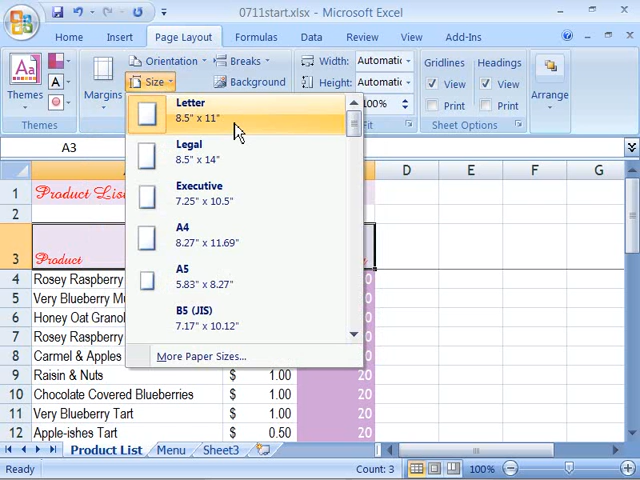 0711start.xlsx - Microsoft Excel
Home Insert Page Layout Formulas Data Review View Add-Ins
Orientation Breaks Width: Automatic Gridlines Headings
Size Background Height: Automatic View View
Themes Margins 100% Print Print Arrange
Themes Fit Sheet Options
A3
Letter
8.5" x 11"
Legal
8.5" x 14"
Executive
7.25" x 10.5"
A4
8.27" x 11.69"
A5
5.83" x 8.27"
B5 (JIS)
7.17" x 10.12"
More Paper Sizes...
D E F G
1 Product Lis
2
3 Product
4 Rosey Raspberry
5 Very Blueberry Mu
6 Honey Oat Granol
7 Rosey Raspberry
8 Carmel & Apples
9 Raisin & Nuts $ 1.00 20
10 Chocolate Covered Blueberries $ 1.00 20
11 Very Blueberry Tart $ 1.00 20
12 Apple-ishes Tart $ 0.50 20
Product List Menu Sheet3
Ready Count: 3 100%